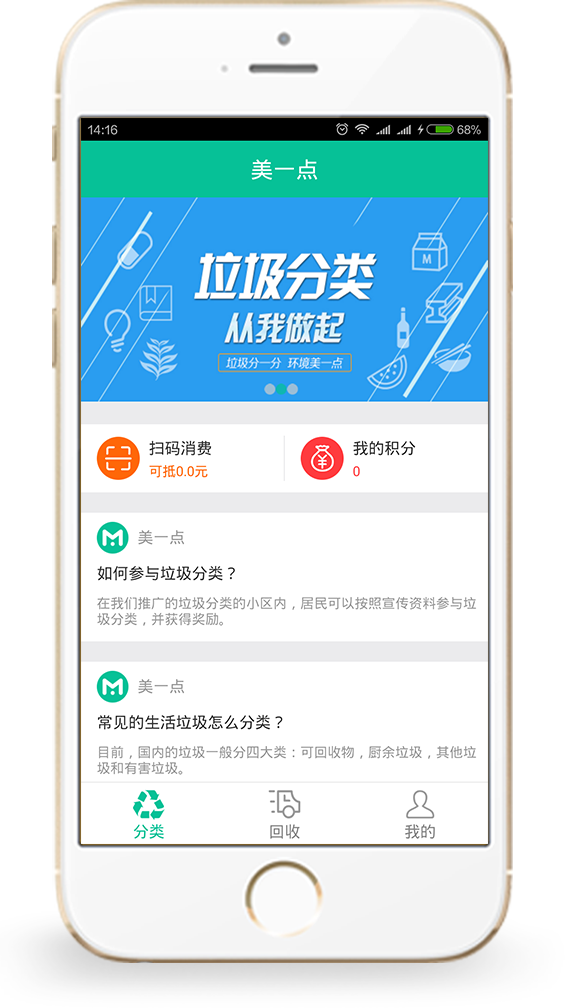 14:16
68%
美一点
M
垃圾分类
从我做起
垃圾分一分 环境美一点
扫码消费
可抵0.0元
我的积分
0
美一点
如何参与垃圾分类？
在我们推广的垃圾分类的小区内，居民可以按照宣传资料参与垃
圾分类，并获得奖励。
美一点
常见的生活垃圾怎么分类？
目前，国内的垃圾一般分四大类：可回收物，厨余垃圾，其他垃
圾和有害垃圾。
分类
回收
我的